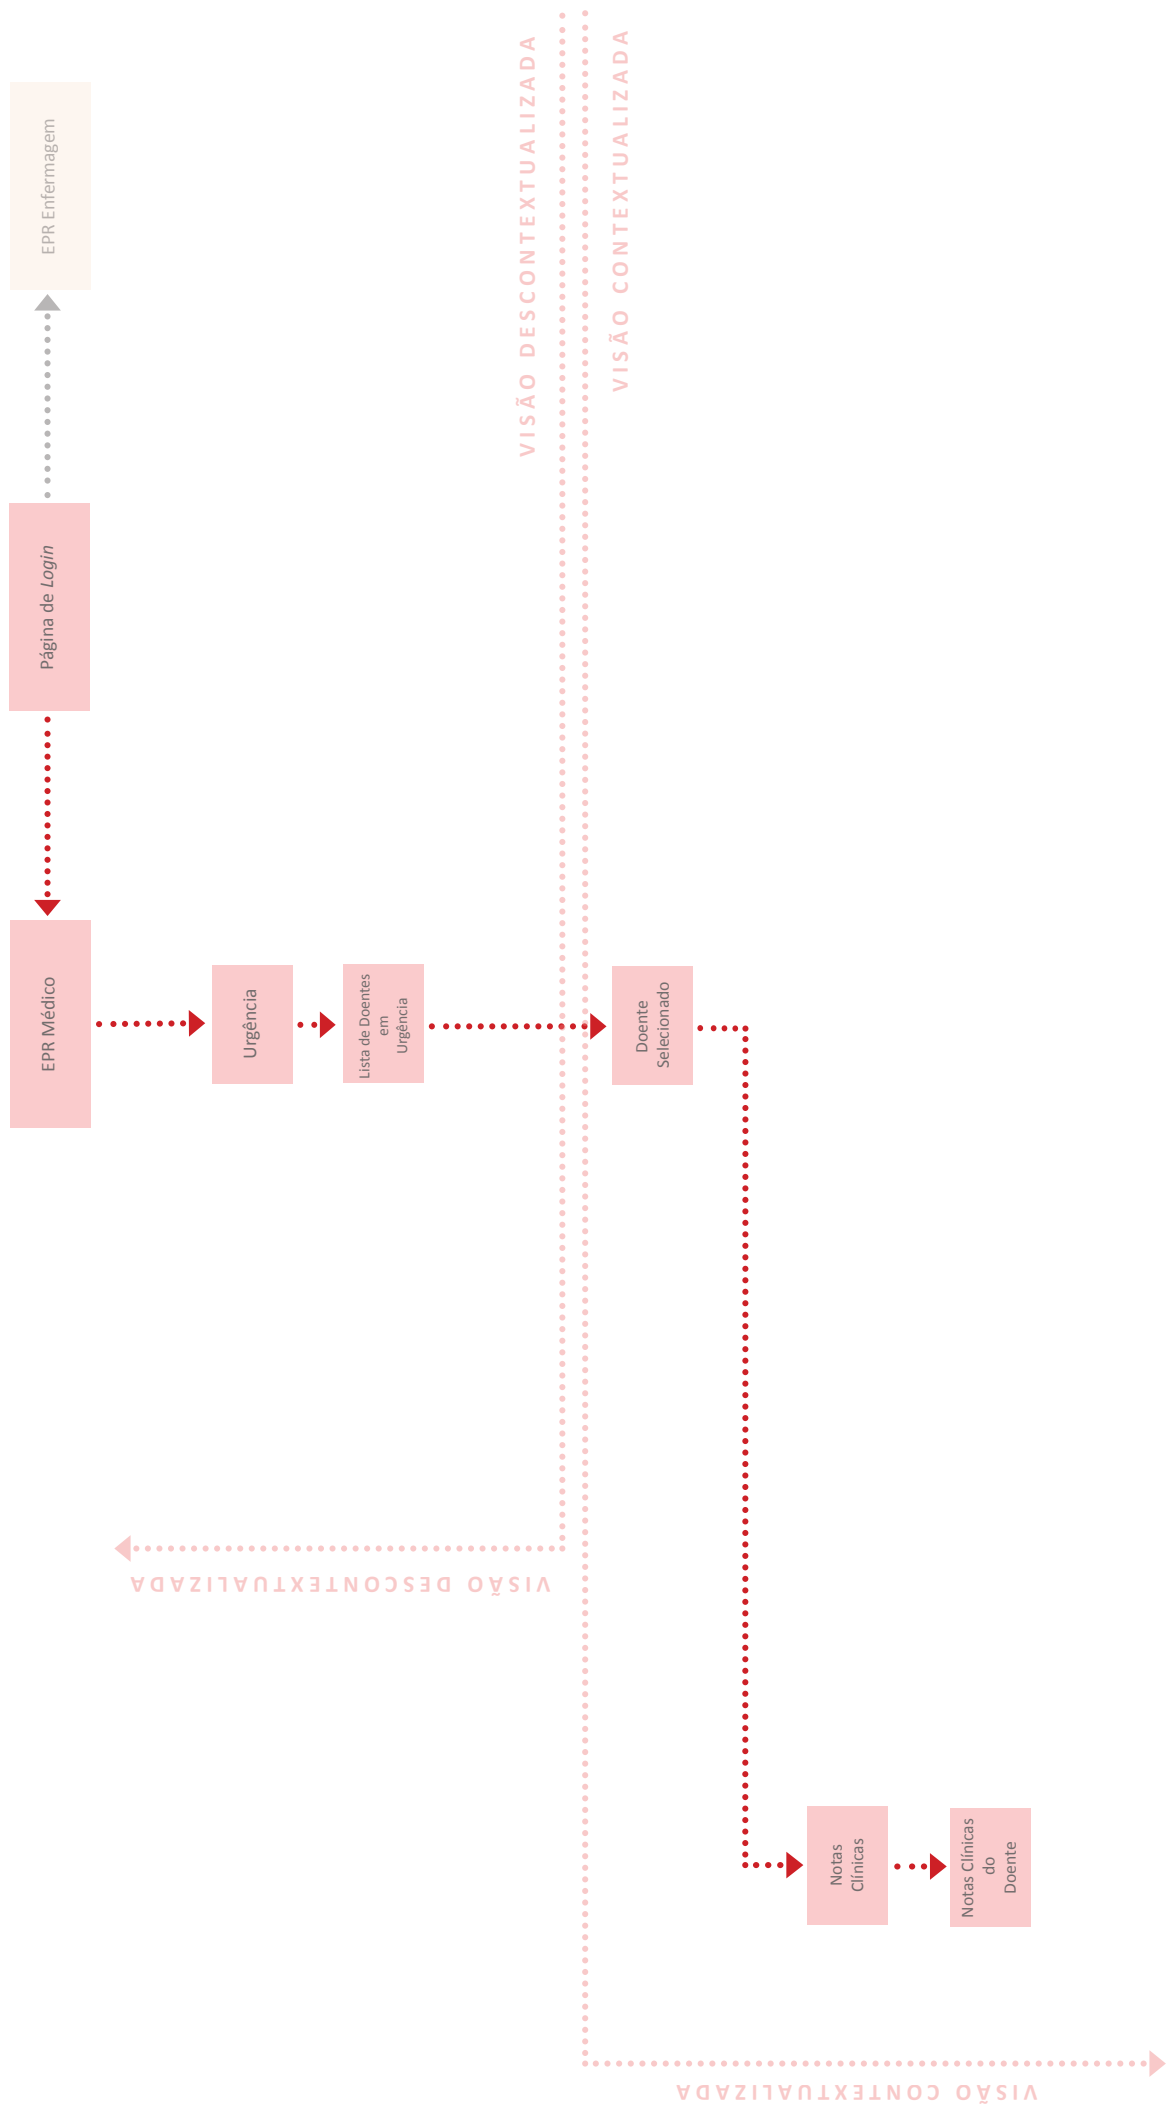 EPR Médico
Página de Login
EPR Enfermagem
Urgência
Lista de Doentes
em
Urgência
VISÃO DESCONTEXTUALIZADA
VISÃO DESCONTEXTUALIZADA
VISÃO CONTEXTUALIZADA
VISÃO CONTEXTUALIZADA
Doente
Selecionado
Notas
Clínicas
Notas Clínicas
do
Doente